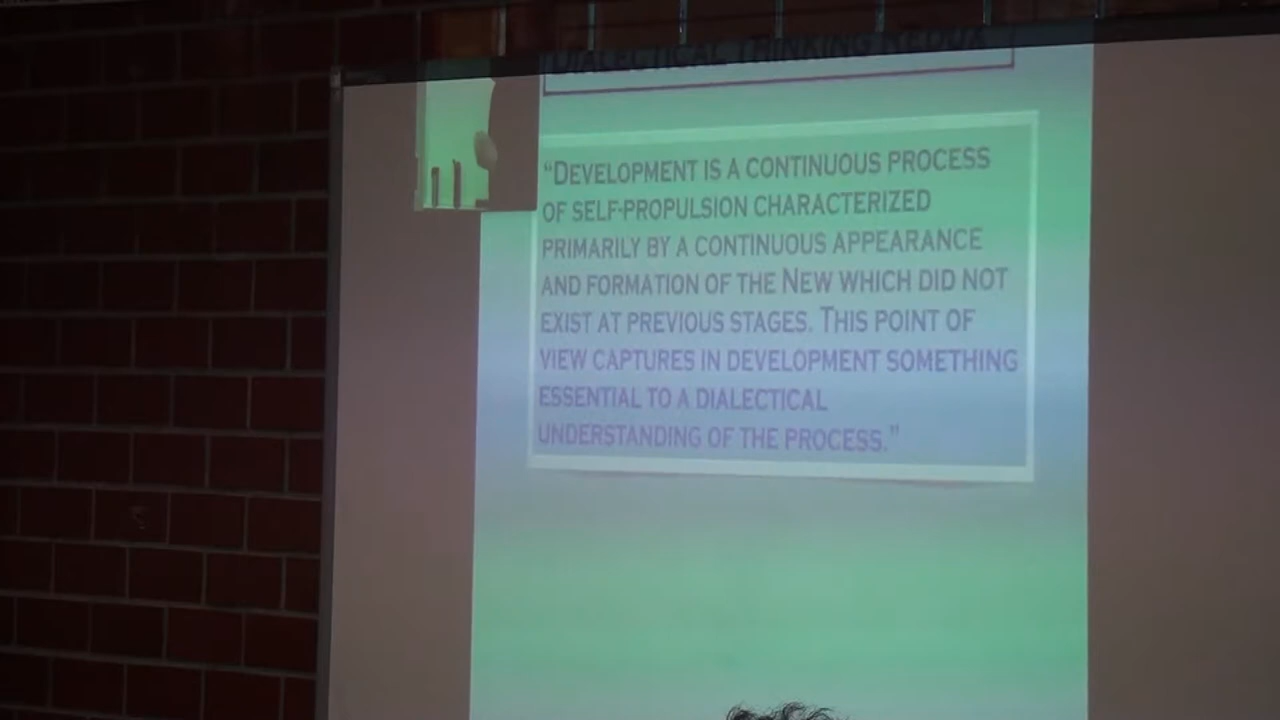 DIALECTICAL THINKING
“DEVELOPMENT IS A CONTINUOUS PROCESS
OF SELF-PROPULSION CHARACTERIZED
PRIMARILY BY A CONTINUOUS APPEARANCE
AND FORMATION OF THE NEW WHICH DID NOT
EXIST AT PREVIOUS STAGES. THIS POINT OF
VIEW CAPTURES IN DEVELOPMENT SOMETHING
ESSENTIAL TO A DIALECTICAL
UNDERSTANDING OF THE PROCESS.”